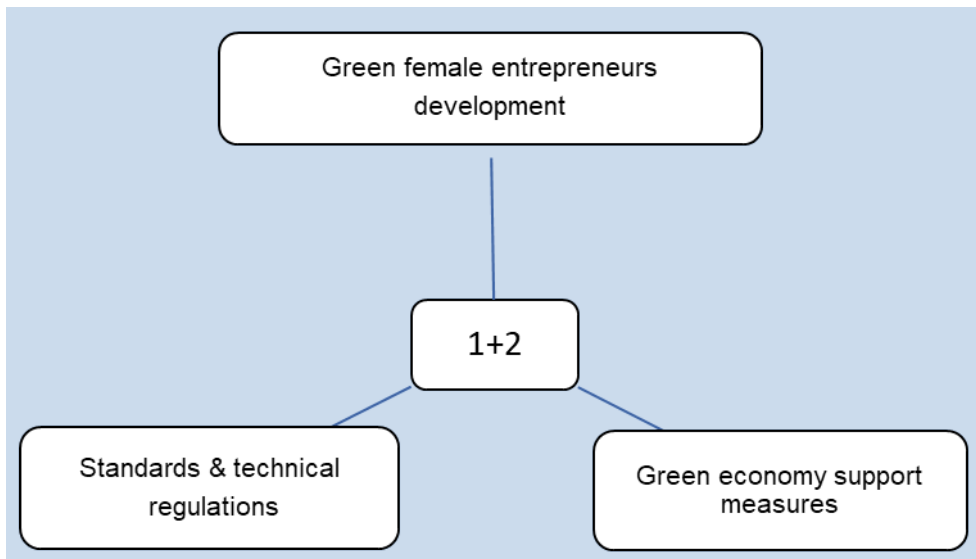 Green female entrepreneurs
development
1+2
Standards & technical
regulations
Green economy support
measures